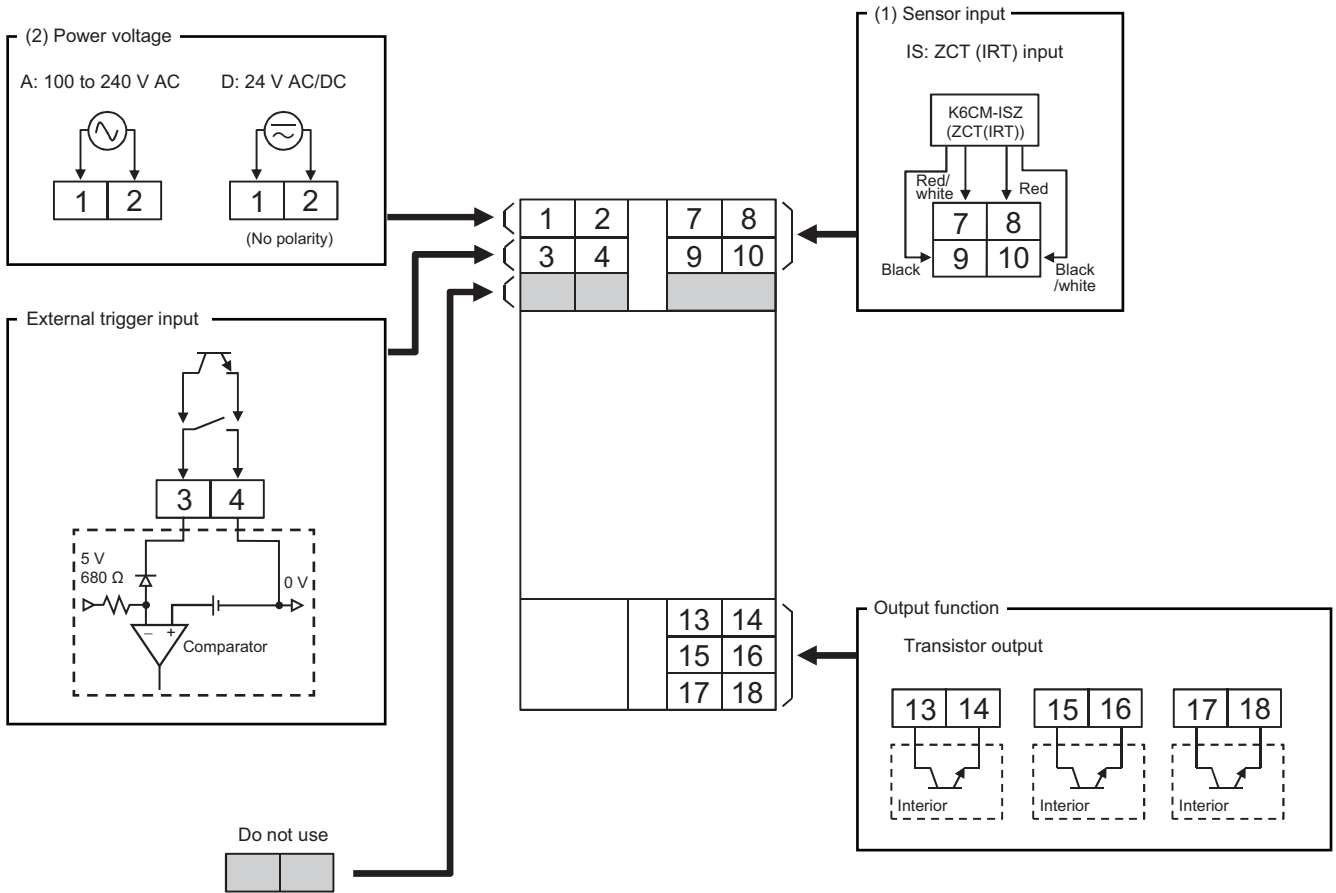 (2) Power voltage
A: 100 to 240 V AC
D: 24 V AC/DC
1 2
1 2
(No polarity)
External trigger input
3 4
5 V
680 Ω
0 V
– +
Comparator
Do not use
1 2 7 8
3 4 9 10
13 14
15 16
17 18
(1) Sensor input
IS: ZCT (IRT) input
K6CM-ISZ
(ZCT(IRT))
Red/
white
Red
7 8
9 10
Black
Black
/white
Output function
Transistor output
13 14
15 16
17 18
Interior
Interior
Interior